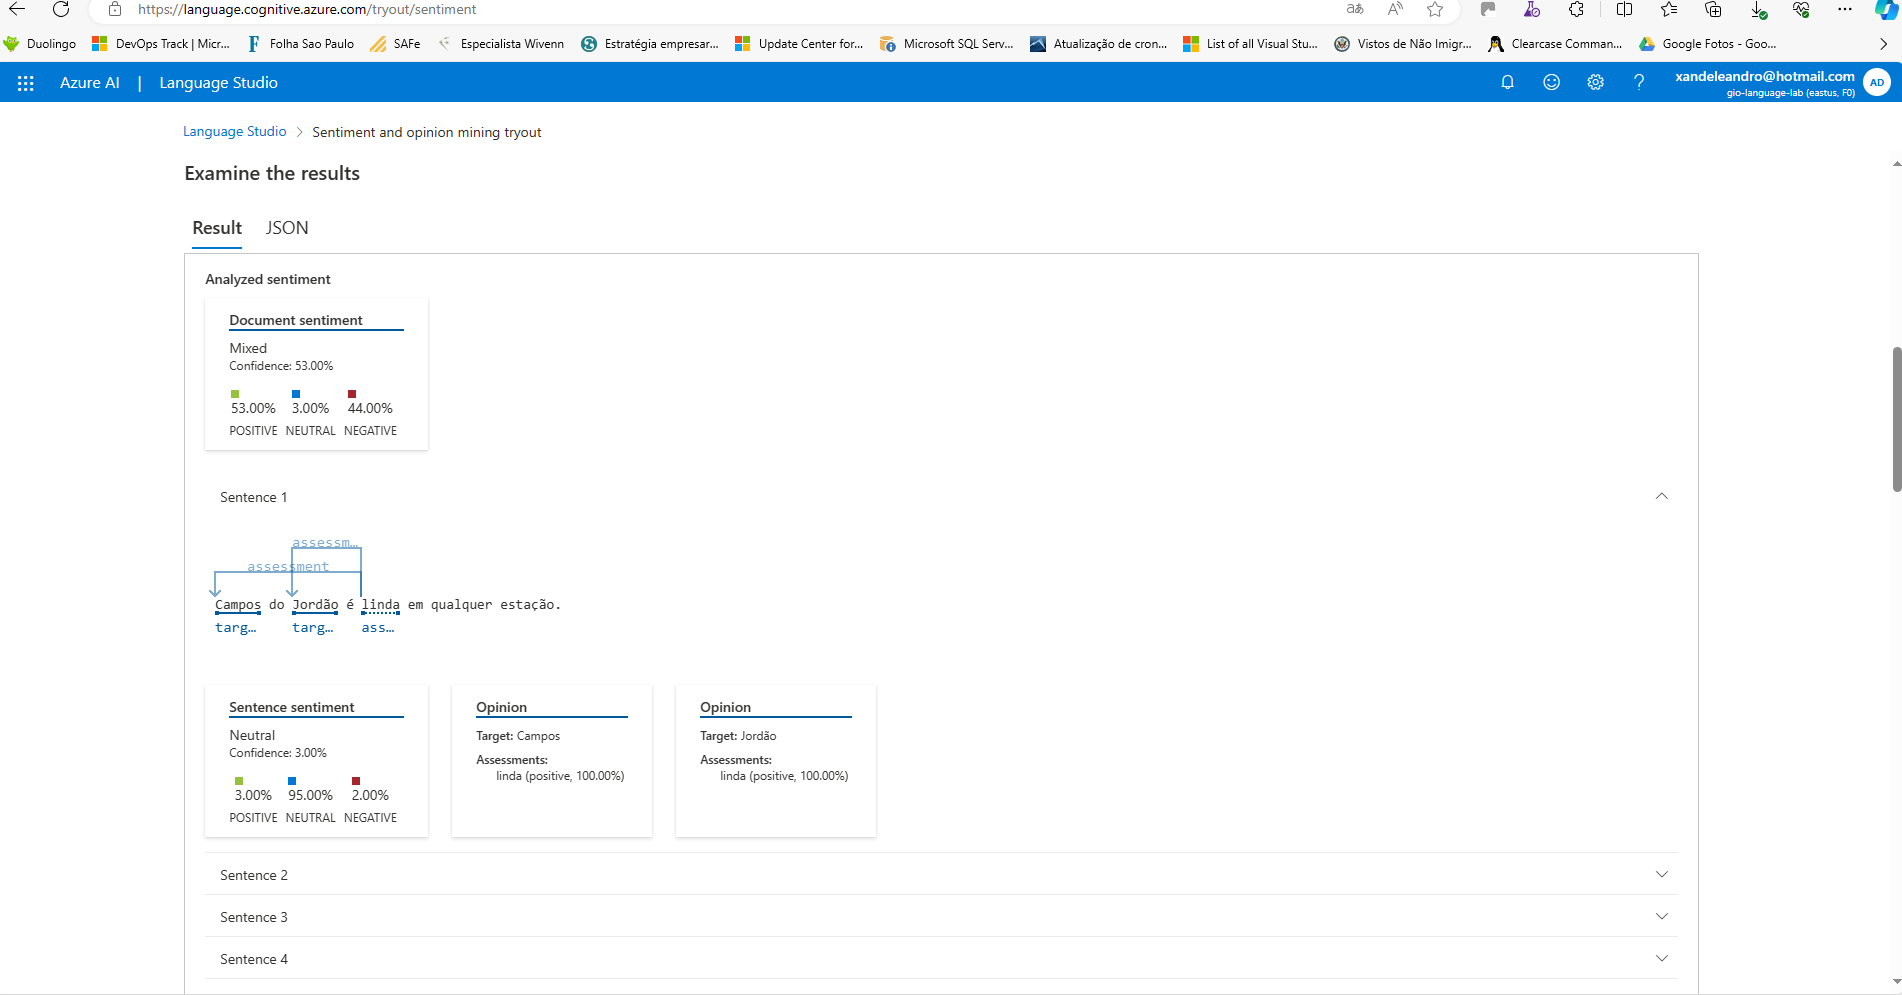 https://language.cognitive.azure.com/tryout/sentiment
Duolingo DevOps Track | Micr... Folha Sao Paulo SAFe Especialista Wivenn Estratégia empresar... Update Center for... Microsoft SQL Serv... Atualização de cron... List of all Visual Stu... Vistos de Não Imigr... Clearcase Comman... Google Fotos - Goo...
Azure AI | Language Studio
xandeleandro@hotmail.com
gio-language-lab (eastus, F0)
AD
Language Studio > Sentiment and opinion mining tryout
Examine the results
Result JSON
Analyzed sentiment
Document sentiment
Mixed
Confidence: 53.00%
53.00% 3.00% 44.00%
POSITIVE NEUTRAL NEGATIVE
Sentence 1
assessm...
assessment
Campos do Jordão é linda em qualquer estação.
targ... targ... ass...
Sentence sentiment
Neutral
Confidence: 3.00%
3.00% 95.00% 2.00%
POSITIVE NEUTRAL NEGATIVE
Opinion
Target: Campos
Assessments:
linda (positive, 100.00%)
Opinion
Target: Jordão
Assessments:
linda (positive, 100.00%)
Sentence 2
Sentence 3
Sentence 4